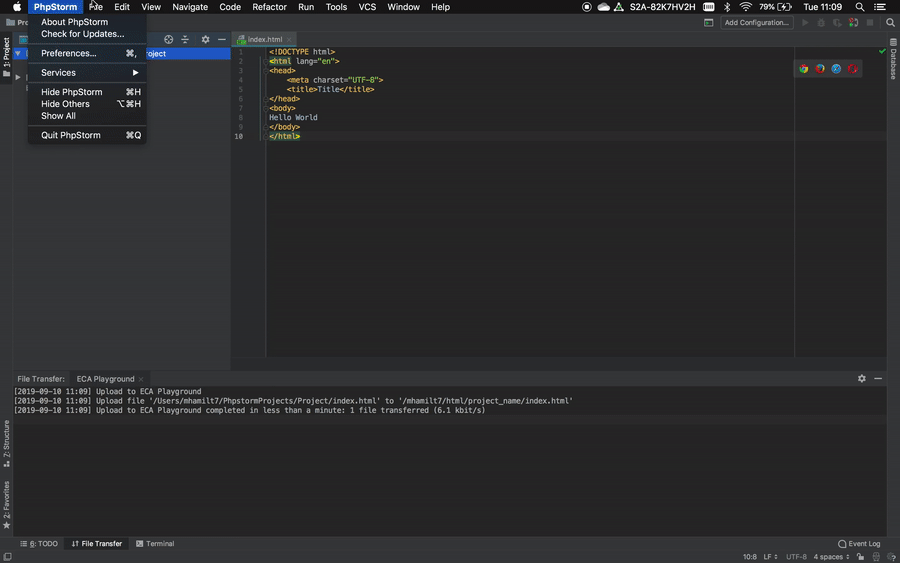 PhpStorm File Edit View Navigate Code Refactor Run Tools VCS Window Help S2A-82K7HV2H 79% Tue 11:09
About PhpStorm
Check for Updates...
Preferences... ⌘,
Services ▶
Hide PhpStorm ⌘H
Hide Others ⌥⌘H
Show All
Quit PhpStorm ⌘Q
Add Configuration...
1: Project
roject
index.html
1 <!DOCTYPE html>
2 <html lang="en">
3 <head>
4 <meta charset="UTF-8">
5 <title>Title</title>
6 </head>
7 <body>
8 Hello World
9 </body>
10 </html>
Database
File Transfer: ECA Playground
[2019-09-10 11:09] Upload to ECA Playground
[2019-09-10 11:09] Upload file '/Users/mhamilt7/PhpstormProjects/Project/index.html' to '/mhamilt7/html/project_name/index.html'
[2019-09-10 11:09] Upload to ECA Playground completed in less than a minute: 1 file transferred (6.1 kbit/s)
7: Structure
2: Favorites
6: TODO File Transfer Terminal Event Log
10:8 LF UTF-8 4 spaces